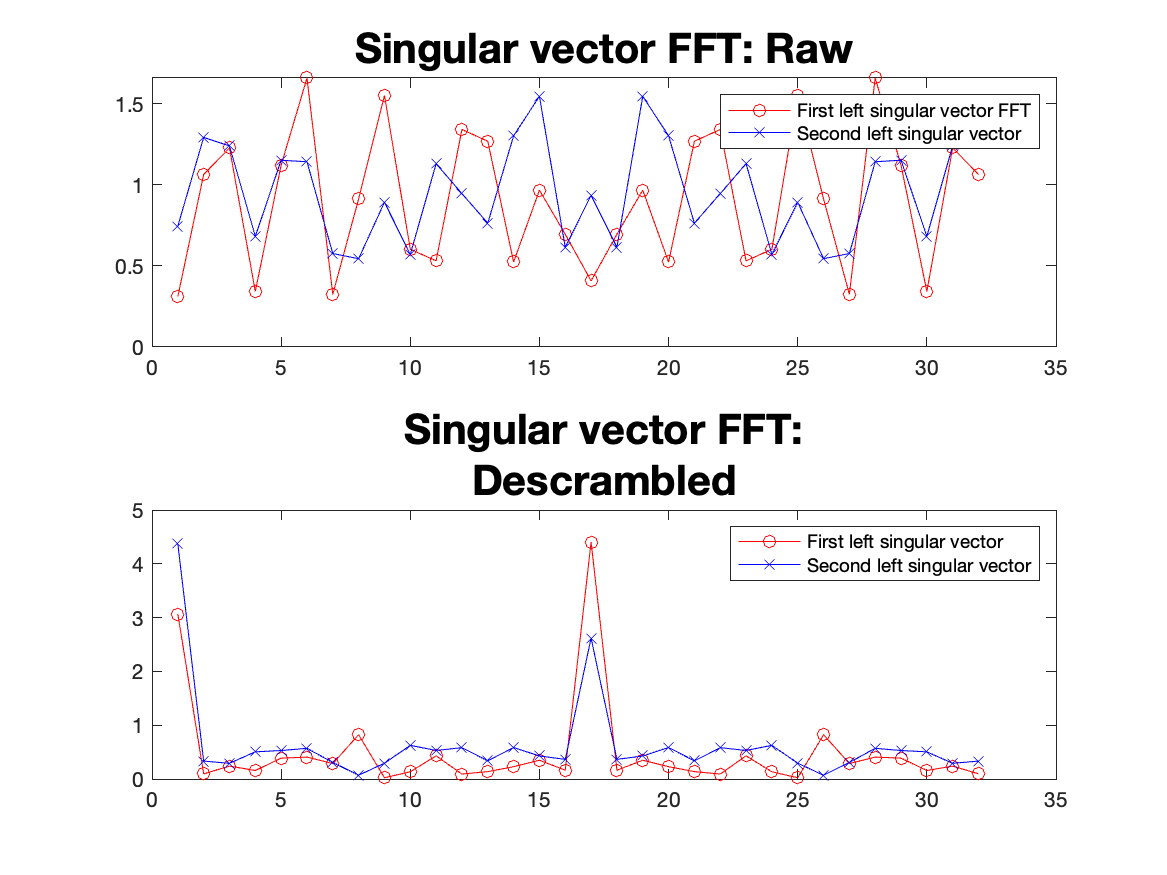 Singular vector FFT: Raw
1.5
1
0.5
0
0 5 10 15 20 25 30 35
First left singular vector FFT
Second left singular vector
Singular vector FFT:
Descrambled
5
4
3
2
1
0
0 5 10 15 20 25 30 35
First left singular vector
Second left singular vector